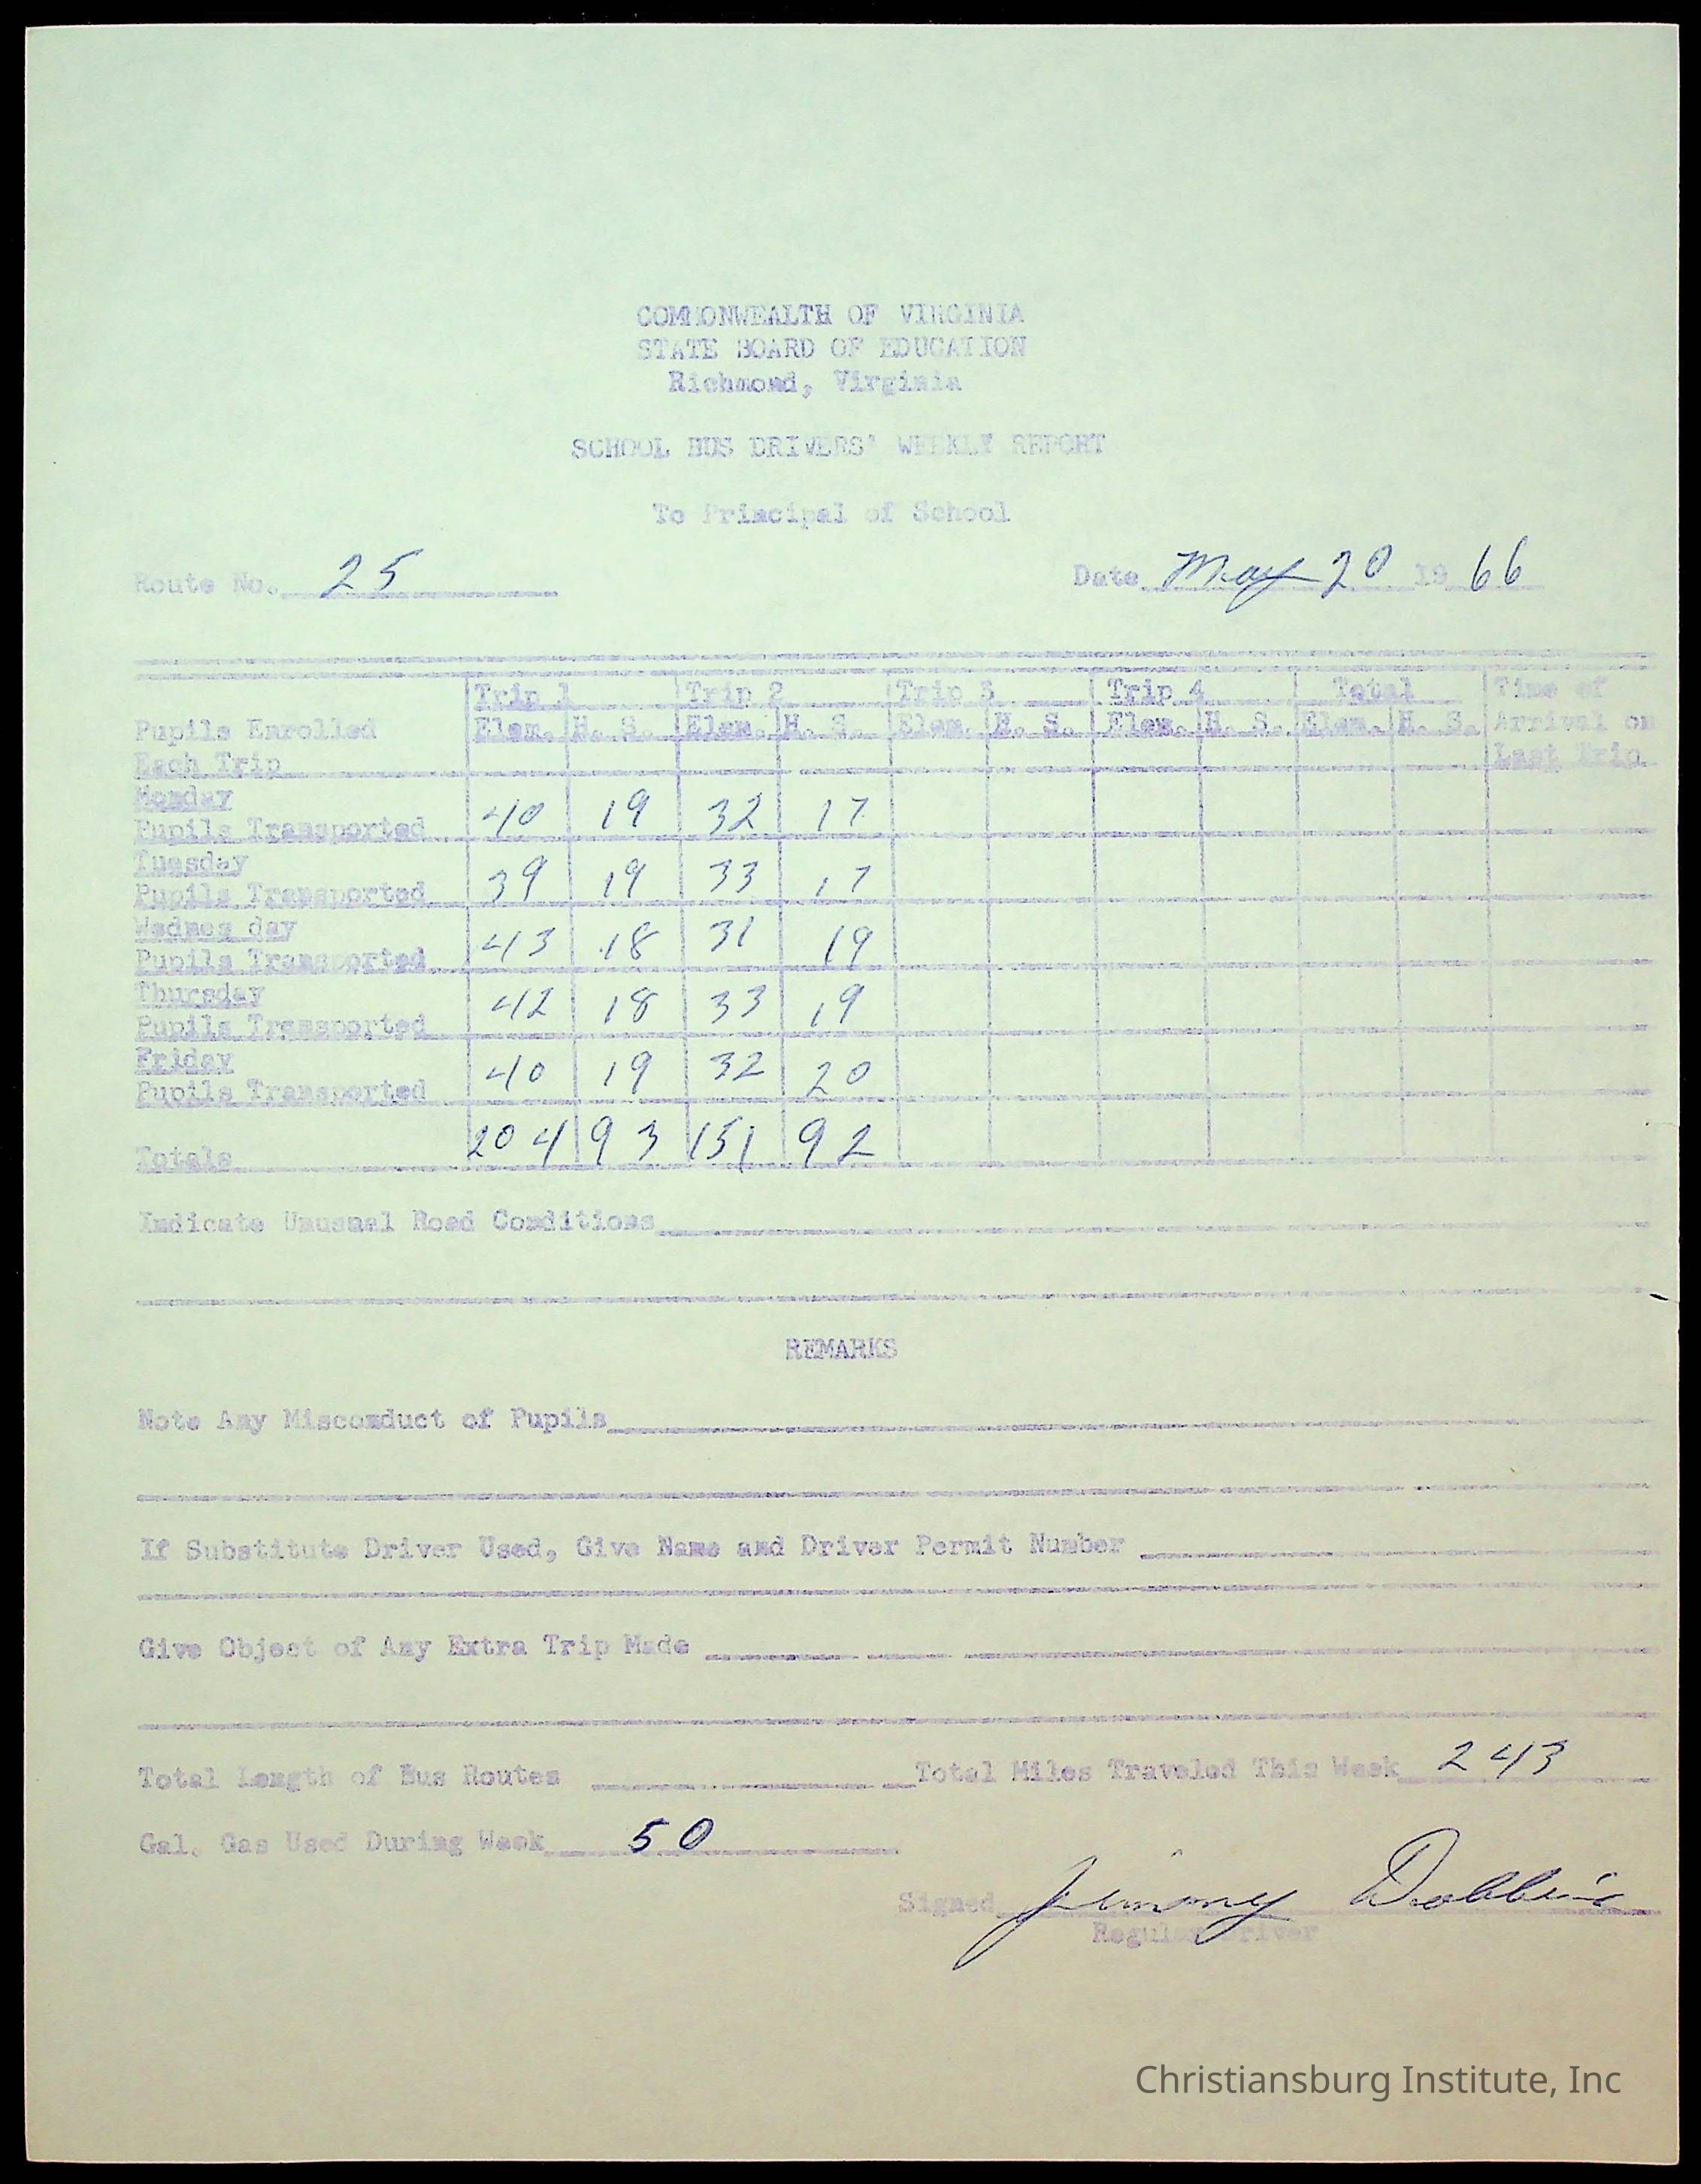 COMMONWEALTH OF VIRGINIA
STATE BOARD OF EDUCATION
Richmond, Virginia
SCHOOL BUS DRIVERS' WEEKLY REPORT
To Principal of School
Route No. 25 Date May 20 19 66
Trip 1 Trip 2 Trip 3 Trip 4 Total Time of
Pupils Enrolled Elem. H. S. Elem. H. S. Elem. H. S. Elem. H. S. Elem. H. S. Arrival on
Each Trip Last Trip
Monday
Pupils Transported 40 19 32 17
Tuesday
Pupils Transported 39 19 33 17
Wednes day
Pupils Transported 43 18 31 19
Thursday
Pupils Transported 42 18 33 19
Friday
Pupils Transported 40 19 32 20
Totals 204 93 151 92
Indicate Unusual Road Conditions
REMARKS
Note Any Misconduct of Pupils
If Substitute Driver Used, Give Name and Driver Permit Number
Give Object of Any Extra Trip Made
Total Length of Bus Routes Total Miles Traveled This Week 243
Gal. Gas Used During Week 50
Signed Jimmy Dobbins
Regular Driver
Christiansburg Institute, Inc